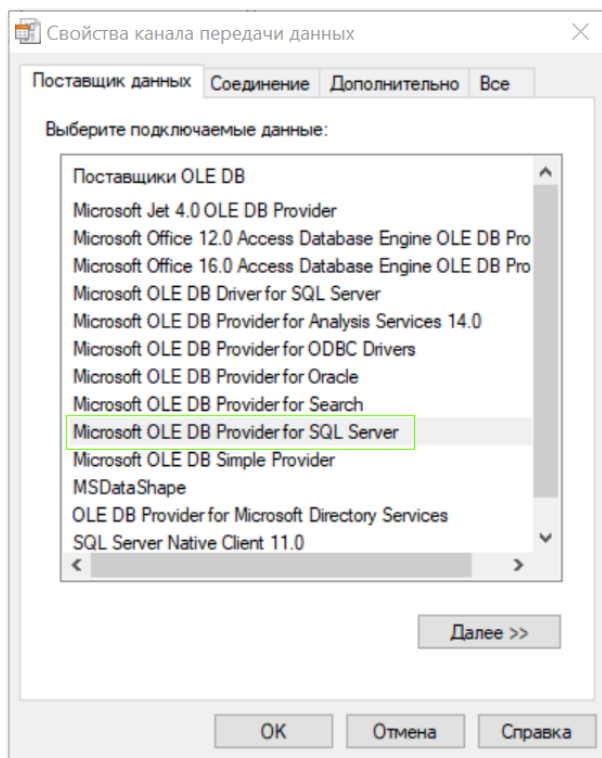 Свойства канала передачи данных
Поставщик данных Соединение Дополнительно Все
Выберите подключаемые данные:
Поставщики OLE DB
Microsoft Jet 4.0 OLE DB Provider
Microsoft Office 12.0 Access Database Engine OLE DB Pro
Microsoft Office 16.0 Access Database Engine OLE DB Pro
Microsoft OLE DB Driver for SQL Server
Microsoft OLE DB Provider for Analysis Services 14.0
Microsoft OLE DB Provider for ODBC Drivers
Microsoft OLE DB Provider for Oracle
Microsoft OLE DB Provider for Search
Microsoft OLE DB Provider for SQL Server
Microsoft OLE DB Simple Provider
MSDataShape
OLE DB Provider for Microsoft Directory Services
SQL Server Native Client 11.0
Далее >>
OK Отмена Справка